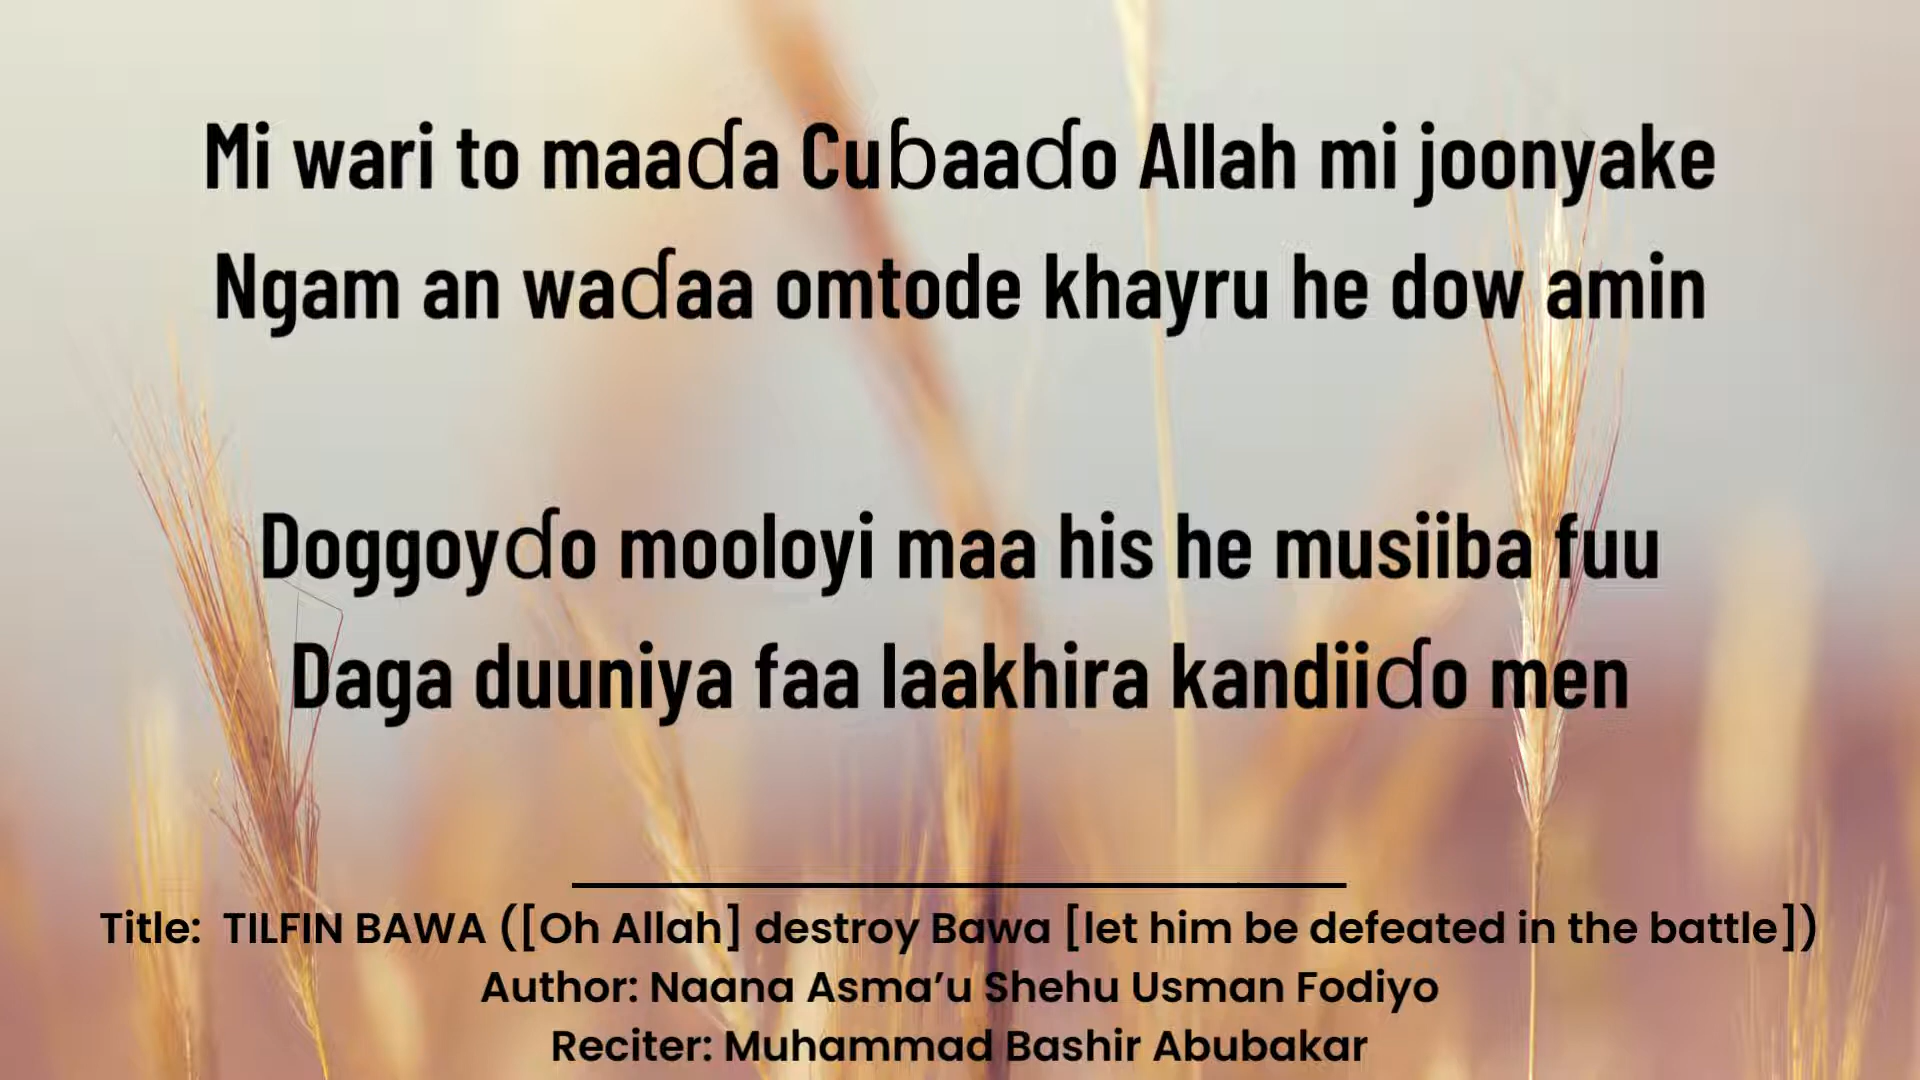 Mi wari to maaɗa Cuɓaaɗo Allah mi joonyake
Ngam an waɗaa omtode khayru he dow amin
Doggoyɗo mooloyi maa his he musiiba fuu
Daga duuniya faa laakhira kandiiɗo men
Title: TILFIN BAWA ([Oh Allah] destroy Bawa [let him be defeated in the battle])
Author: Naana Asma’u Shehu Usman Fodiyo
Reciter: Muhammad Bashir Abubakar